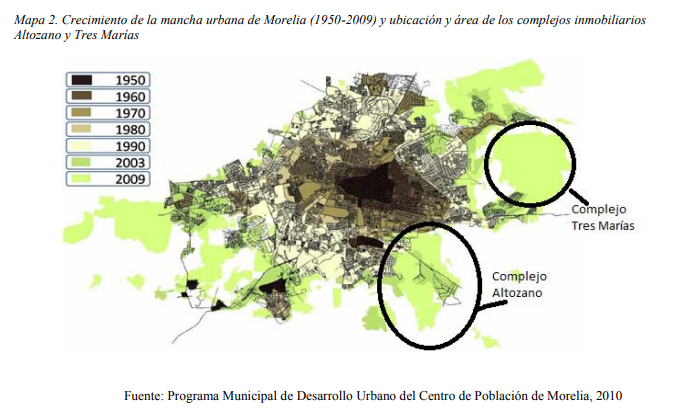 Mapa 2. Crecimiento de la mancha urbana de Morelia (1950-2009) y ubicación y área de los complejos inmobiliarios
Altozano y Tres Marías
1950
1960
1970
1980
1990
2003
2009
Complejo
Tres Marías
Complejo
Altozano
Fuente: Programa Municipal de Desarrollo Urbano del Centro de Población de Morelia, 2010